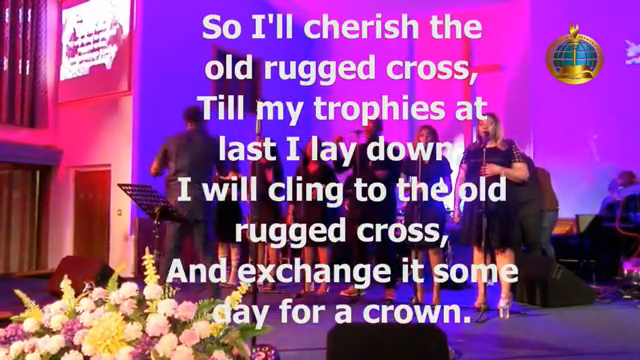 So I'll cherish the
old rugged cross,
Till my trophies at
last I lay down.
I will cling to the old
rugged cross,
And exchange it some
day for a crown.